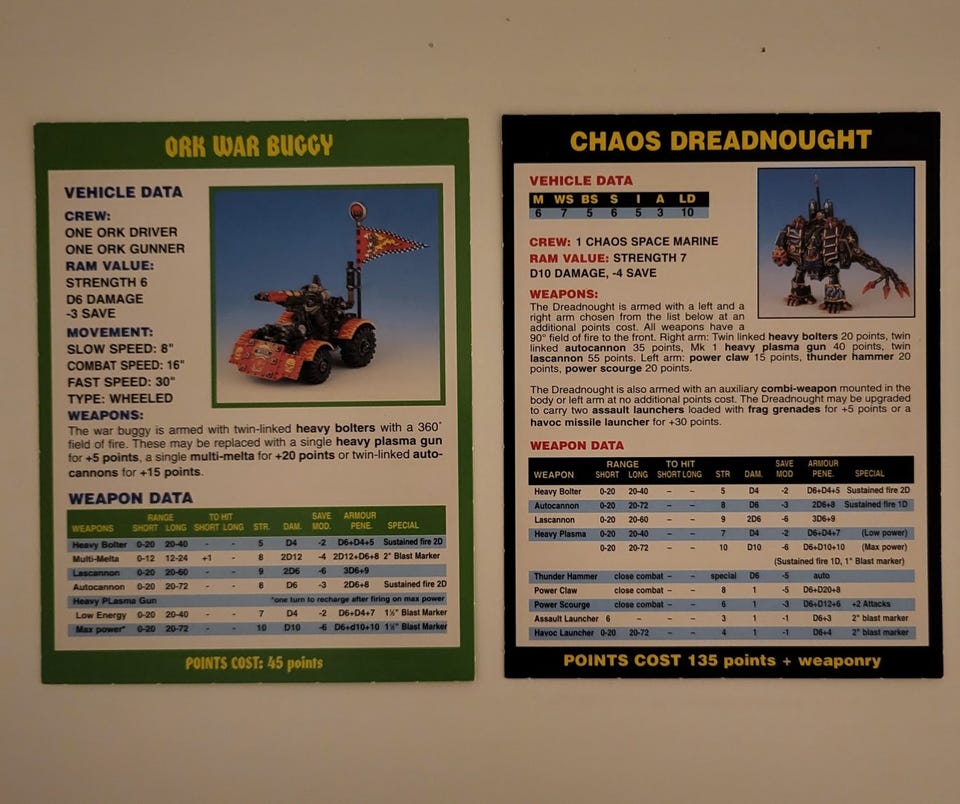 ORK WAR BUGGY
VEHICLE DATA
CREW:
ONE ORK DRIVER
ONE ORK GUNNER
RAM VALUE:
STRENGTH 6
D6 DAMAGE
-3 SAVE
MOVEMENT:
SLOW SPEED: 8"
COMBAT SPEED: 16"
FAST SPEED: 30"
TYPE: WHEELED
WEAPONS:
The war buggy is armed with twin-linked heavy bolters with a 360°
field of fire. These may be replaced with a single heavy plasma gun
for +5 points, a single multi-melta for +20 points or twin-linked auto-
cannons for +15 points.
WEAPON DATA
RANGE TO HIT SAVE ARMOUR
WEAPONS SHORT LONG SHORT LONG STR. DAM. MOD. PENE. SPECIAL
Heavy Bolter 0-20 20-40 - - 5 D4 -2 D6+D4+5 Sustained fire 2D
Multi-Melta 0-12 12-24 +1 - 8 2D12 -4 2D12+D6+8 2" Blast Marker
Lascannon 0-20 20-60 - - 9 2D6 -6 3D6+9
Autocannon 0-20 20-72 - - 8 D6 -3 2D6+8 Sustained fire 2D
Heavy PLasma Gun *one turn to recharge after firing on max power
Low Energy 0-20 20-40 - - 7 D4 -2 D6+D4+7 1½" Blast Marker
Max power* 0-20 20-72 - - 10 D10 -6 D6+d10+10 1½" Blast Marker
POINTS COST: 45 points
CHAOS DREADNOUGHT
VEHICLE DATA
M WS BS S I A LD
6 7 5 6 5 3 10
CREW: 1 CHAOS SPACE MARINE
RAM VALUE: STRENGTH 7
D10 DAMAGE, -4 SAVE
WEAPONS:
The Dreadnought is armed with a left and a
right arm chosen from the list below at an
additional points cost. All weapons have a
90° field of fire to the front. Right arm: Twin linked heavy bolters 20 points, twin
linked autocannon 35 points, Mk 1 heavy plasma gun 40 points, twin
lascannon 55 points. Left arm: power claw 15 points, thunder hammer 20
points, power scourge 20 points.
The Dreadnought is also armed with an auxiliary combi-weapon mounted in the
body or left arm at no additional points cost. The Dreadnought may be upgraded
to carry two assault launchers loaded with frag grenades for +5 points or a
havoc missile launcher for +30 points.
WEAPON DATA
RANGE TO HIT SAVE ARMOUR
WEAPON SHORT LONG SHORT LONG STR DAM. MOD PENE. SPECIAL
Heavy Bolter 0-20 20-40 - - 5 D4 -2 D6+D4+5 Sustained fire 2D
Autocannon 0-20 20-72 - - 8 D6 -3 2D6+8 Sustained fire 1D
Lascannon 0-20 20-60 - - 9 2D6 -6 3D6+9
Heavy Plasma 0-20 20-40 - - 7 D4 -2 D6+D4+7 (Low power)
0-20 20-72 - - 10 D10 -6 D6+D10+10 (Max power)
(Sustained fire 1D, 1" Blast marker)
Thunder Hammer close combat - - special D6 -5 auto
Power Claw close combat - - 8 1 -5 D6+D20+8
Power Scourge close combat - - 6 1 -3 D6+D12+6 +2 Attacks
Assault Launcher 6 - - - 3 1 -1 D6+3 2" blast marker
Havoc Launcher 0-20 20-72 - - 4 1 -1 D6+4 2" blast marker
POINTS COST 135 points + weaponry